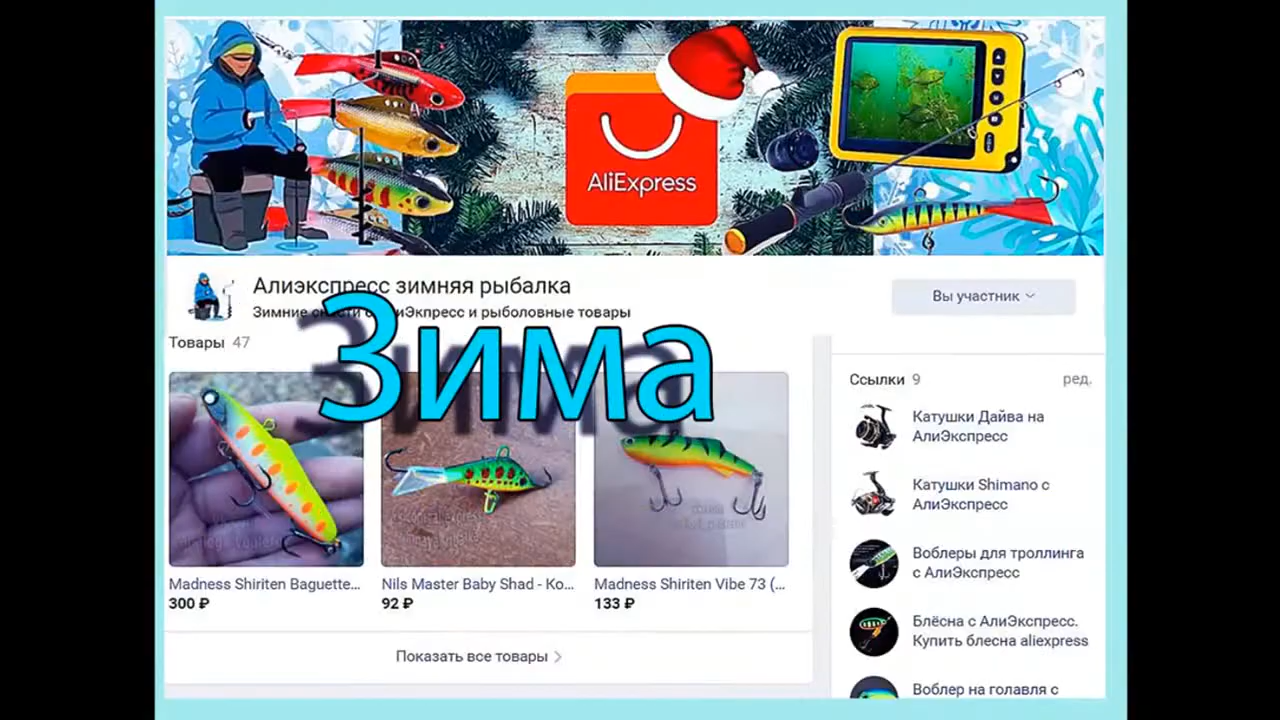 AliExpress
Алиэкспресс зимняя рыбалка
Зимние снасти с АлиЭкспресс и рыболовные товары
Вы участник
Товары 47
Зима
Madness Shiriten Baguette...
300 ₽
Nils Master Baby Shad - Ко...
92 ₽
Madness Shiriten Vibe 73 (...
133 ₽
Показать все товары
Ссылки 9
ред.
Катушки Дайва на
АлиЭкспресс
Катушки Shimano с
АлиЭкспресс
Воблеры для троллинга
с АлиЭкспресс
Блёсна с АлиЭкспресс.
Купить блесна aliexpress
Воблер на голавля с